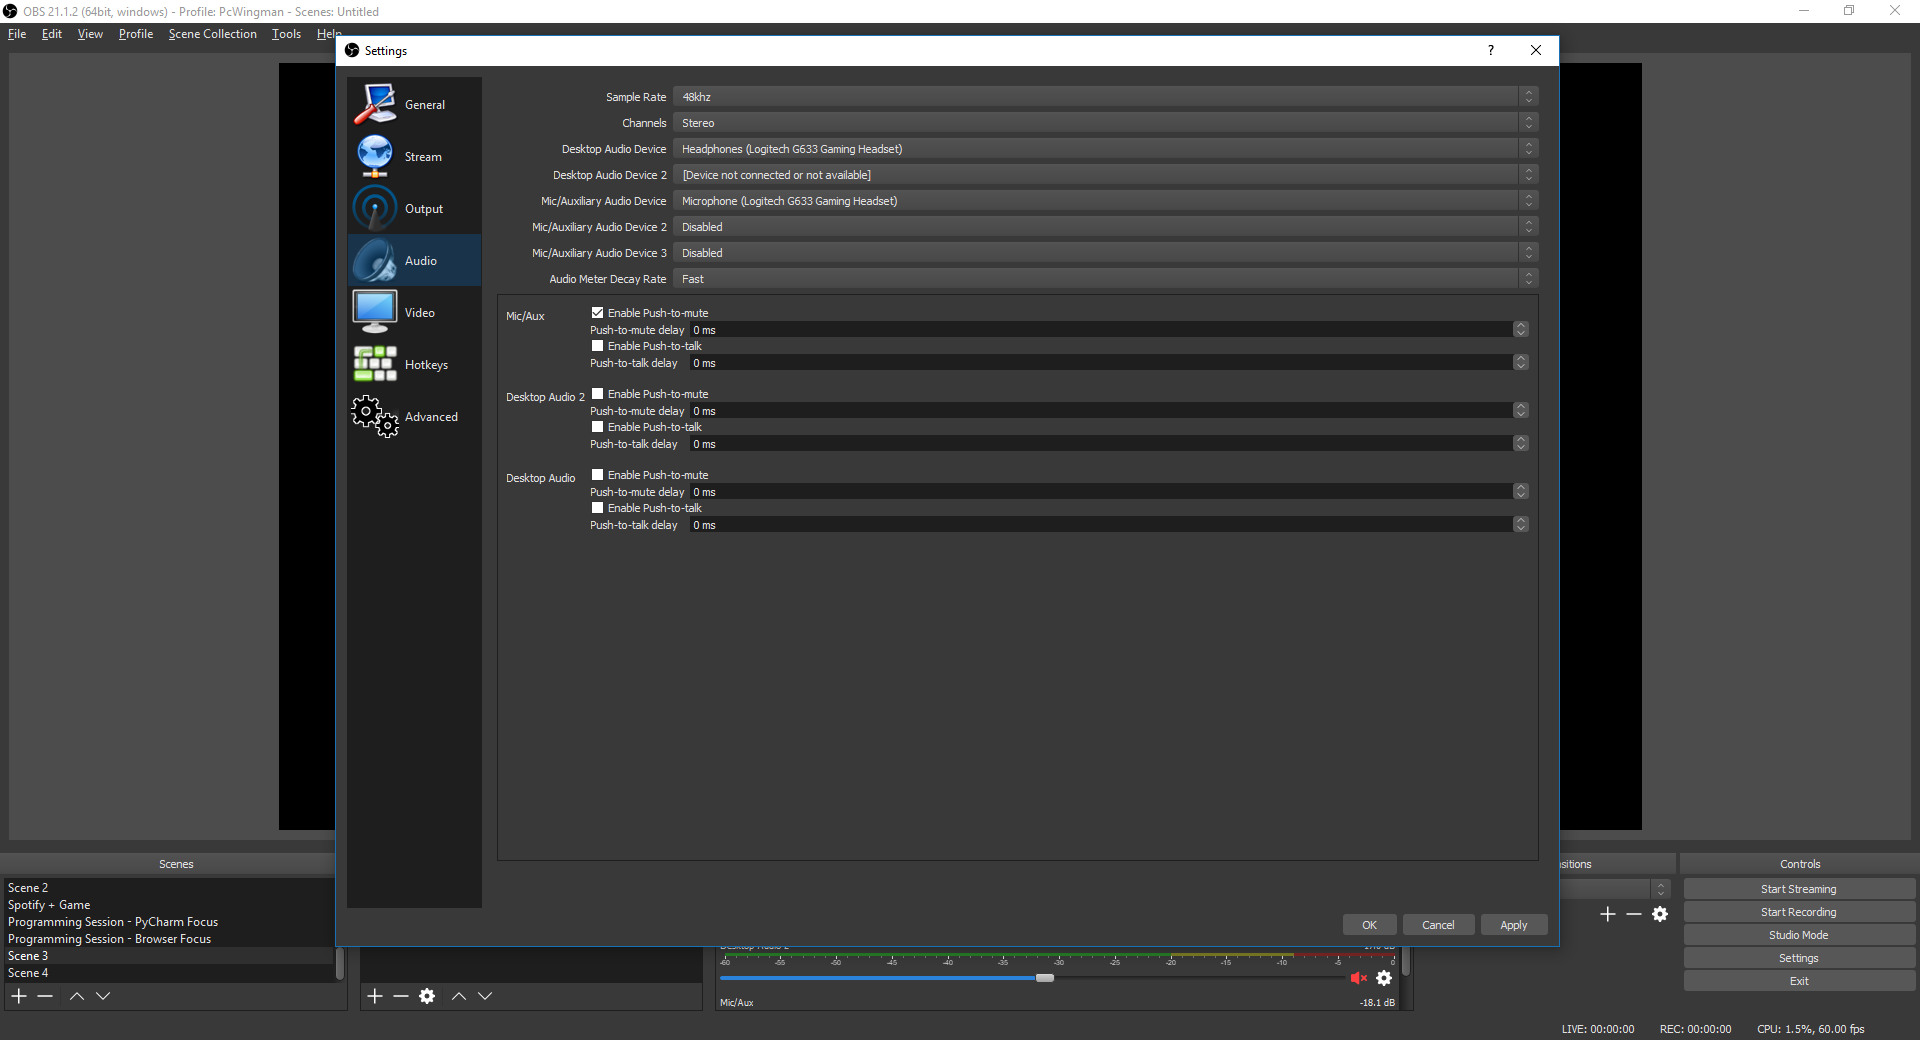 OBS 21.1.2 (64bit, windows) - Profile: PcWingman - Scenes: Untitled
File Edit View Profile Scene Collection Tools Help
Settings ?
General
Stream
Output
Audio
Video
Hotkeys
Advanced
Sample Rate 48khz
Channels Stereo
Desktop Audio Device Headphones (Logitech G633 Gaming Headset)
Desktop Audio Device 2 [Device not connected or not available]
Mic/Auxiliary Audio Device Microphone (Logitech G633 Gaming Headset)
Mic/Auxiliary Audio Device 2 Disabled
Mic/Auxiliary Audio Device 3 Disabled
Audio Meter Decay Rate Fast
Mic/Aux Enable Push-to-mute
Push-to-mute delay 0 ms
Enable Push-to-talk
Push-to-talk delay 0 ms
Desktop Audio 2 Enable Push-to-mute
Push-to-mute delay 0 ms
Enable Push-to-talk
Push-to-talk delay 0 ms
Desktop Audio Enable Push-to-mute
Push-to-mute delay 0 ms
Enable Push-to-talk
Push-to-talk delay 0 ms
OK Cancel Apply
Scenes
Scene 2
Spotify + Game
Programming Session - PyCharm Focus
Programming Session - Browser Focus
Scene 3
Scene 4
Desktop Audio 2
-60 -55 -50 -45 -40 -35 -30 -25 -20 -15 -10 -5 0
Mic/Aux -18.1 dB
sitions
Controls
Start Streaming
Start Recording
Studio Mode
Settings
Exit
LIVE: 00:00:00 REC: 00:00:00 CPU: 1.5%, 60.00 fps